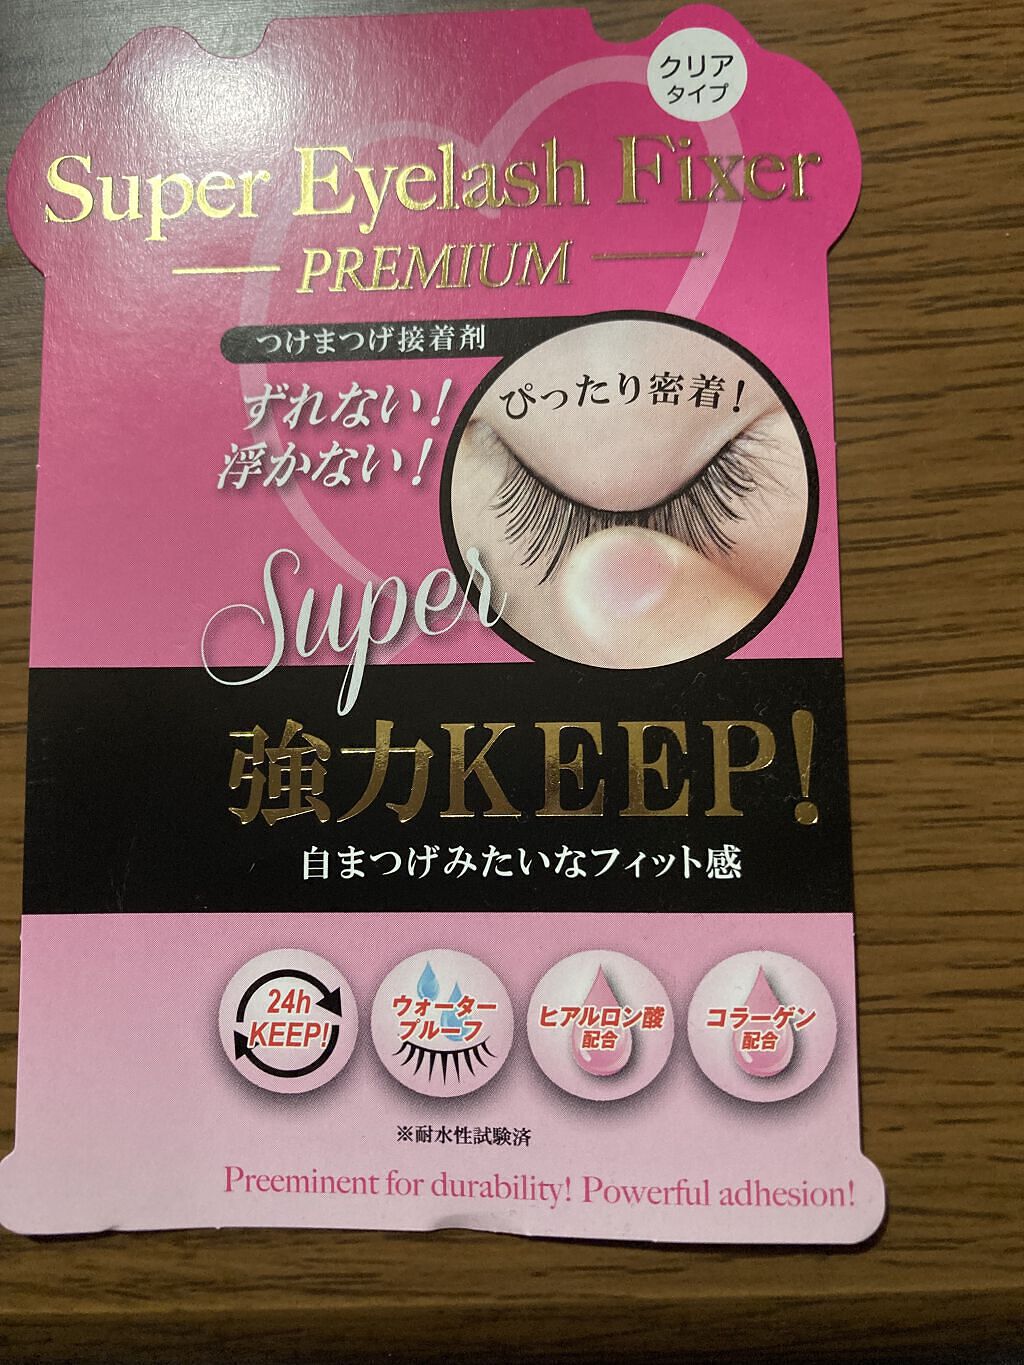 クリア
タイプ
Super Eyelash Fixer
PREMIUM
つけまつげ接着剤
ずれない!
浮かない!
ぴったり密着!
Super
強力KEEP!
自まつげみたいなフィット感
24h
KEEP!
ウォーター
プルーフ
ヒアルロン酸
配合
コラーゲン
配合
※耐水性試験済
Preeminent for durability! Powerful adhesion!